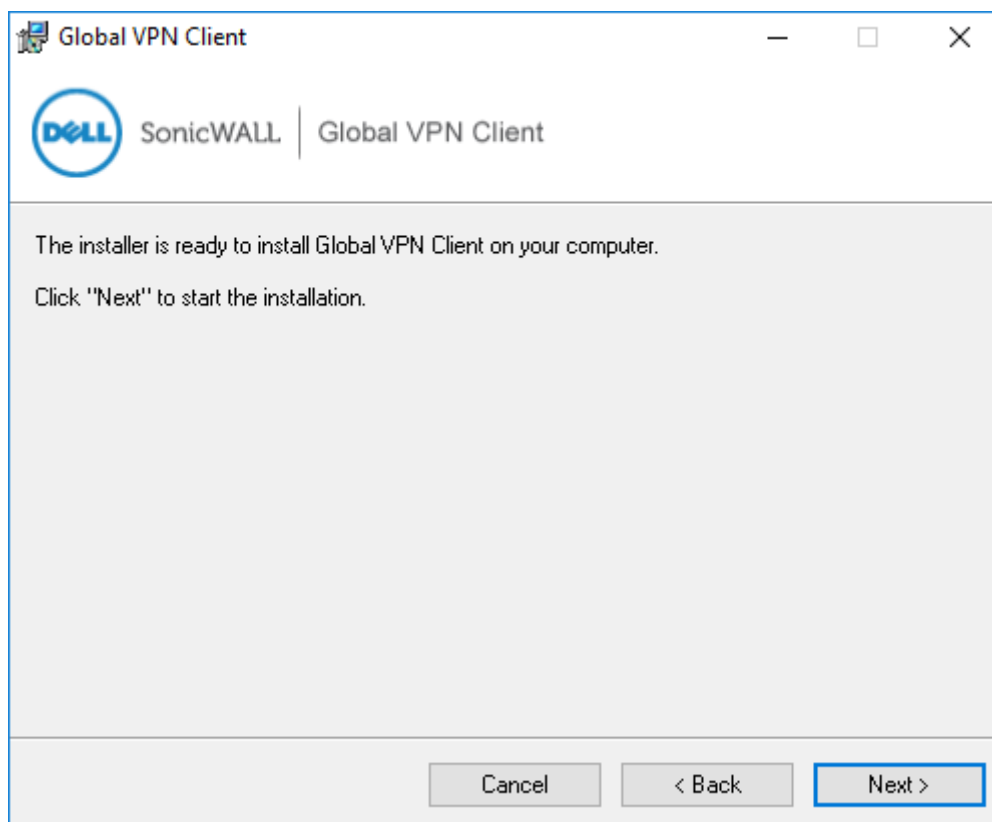 Global VPN Client
DELL SonicWALL | Global VPN Client
The installer is ready to install Global VPN Client on your computer.
Click "Next" to start the installation.
Cancel < Back Next >